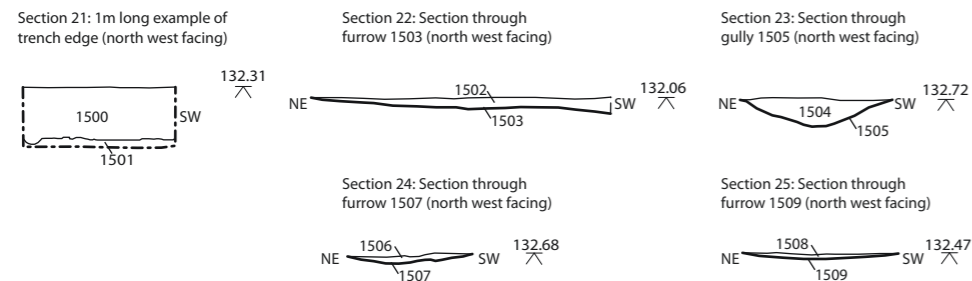 Section 21: 1m long example of
trench edge (north west facing)
132.31
1500
SW
1501
Section 22: Section through
furrow 1503 (north west facing)
NE
1502
1503
SW
132.06
Section 23: Section through
gully 1505 (north west facing)
NE
1504
1505
SW
132.72
Section 24: Section through
furrow 1507 (north west facing)
NE
1506
1507
SW
132.68
Section 25: Section through
furrow 1509 (north west facing)
NE
1508
1509
SW
132.47